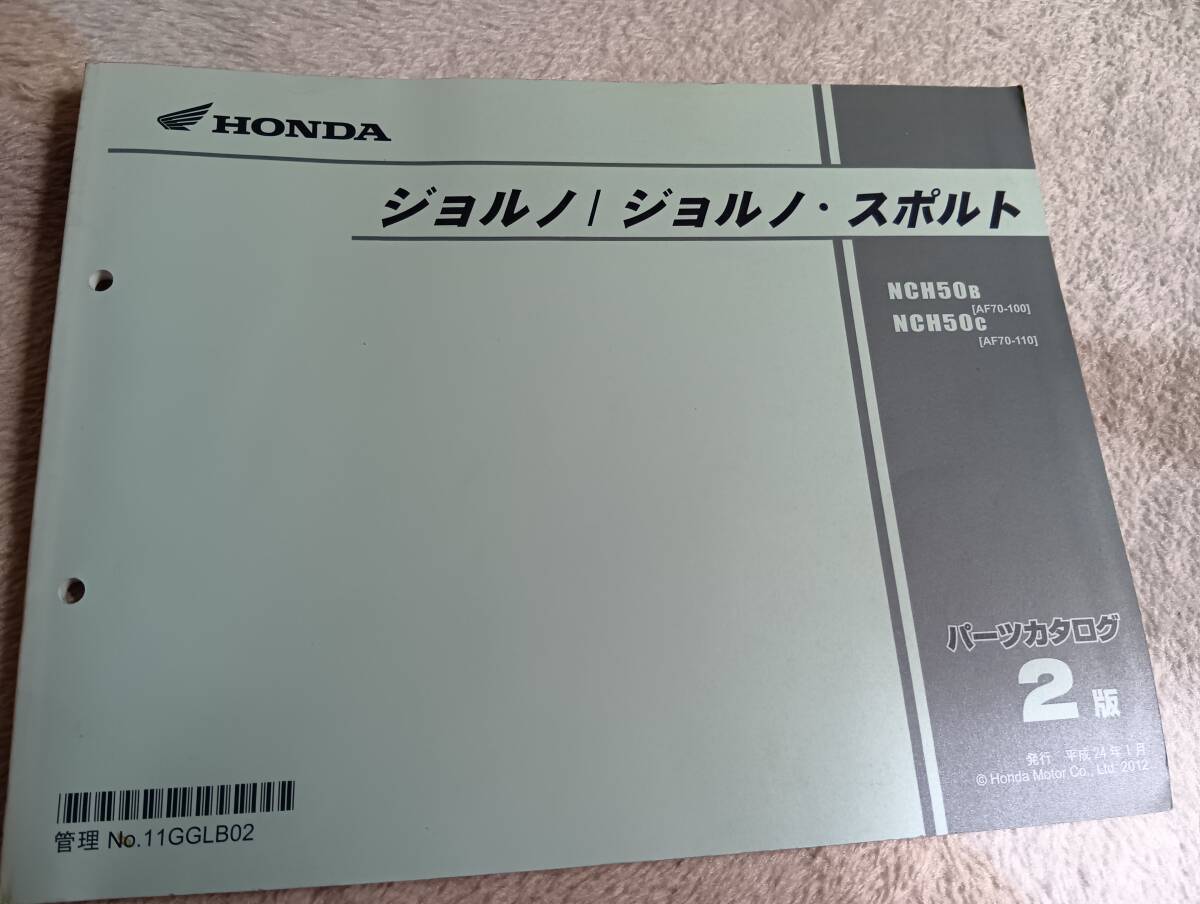 HONDA
ジョルノ/ジョルノ・スポルト
NCH50B
[AF70-100]
NCH50C
[AF70-110]
パーツカタログ
2版
発行 平成24年1月
© Honda Motor Co., Ltd. 2012
管理 No.11GGLB02